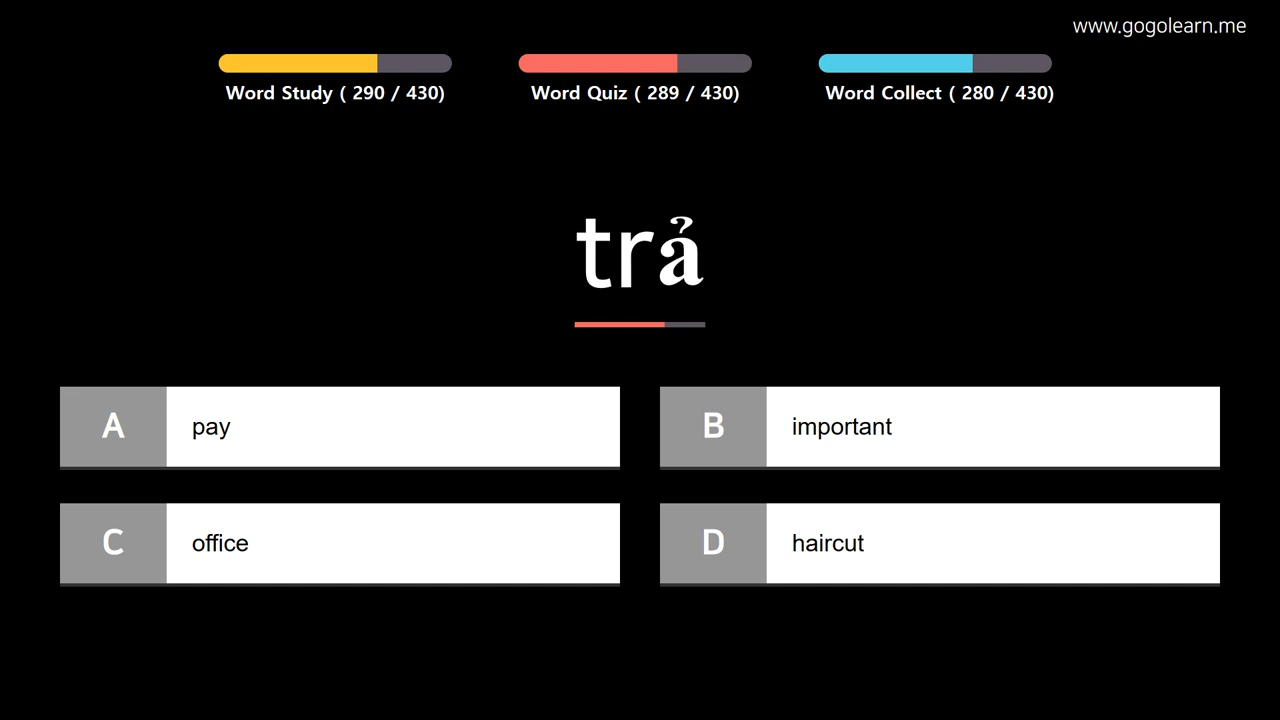 www.gogolearn.me
Word Study ( 290 / 430)
Word Quiz ( 289 / 430)
Word Collect ( 280 / 430)
trả
A pay
B important
C office
D haircut